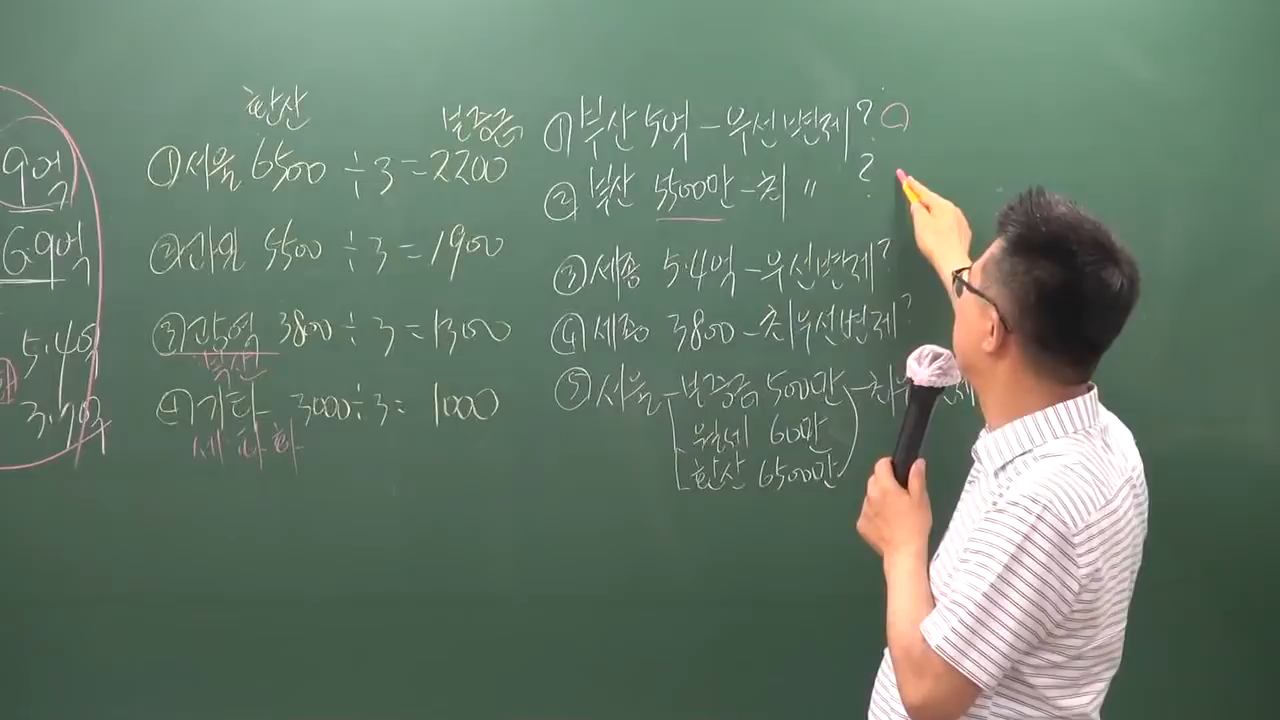 9억
6.9억
5.4억
3.7억
환산
보증금
①서울 6500 ÷3=2200
②과밀 5500 ÷3=1900
③광역 3800 ÷3=1300
부산
④기타 3000÷3= 1000
세
①부산 5억 – 우선변제? O
② 부산 5500만 – 최 〃 ?
③세종 5.4억 – 우선변제?
④세종 3800 – 최우선변제?
⑤서울 – 보증금 500만 – 최우 제
월세 60만
환산 6500만